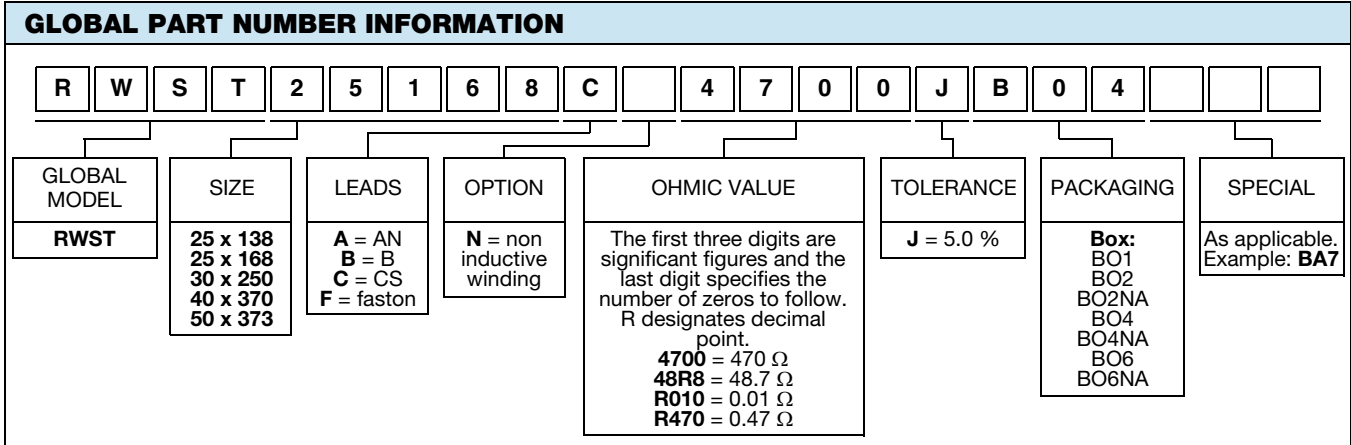 GLOBAL PART NUMBER INFORMATION
R W S T 2 5 1 6 8 C 4 7 0 0 J B 0 4
GLOBAL
MODEL
RWST
SIZE
25 x 138
25 x 168
30 x 250
40 x 370
50 x 373
LEADS
A = AN
B = B
C = CS
F = faston
OPTION
N = non
inductive
winding
OHMIC VALUE
The first three digits are
significant figures and the
last digit specifies the
number of zeros to follow.
R designates decimal
point.
4700 = 470 Ω
48R8 = 48.7 Ω
R010 = 0.01 Ω
R470 = 0.47 Ω
TOLERANCE
J = 5.0 %
PACKAGING
Box:
BO1
BO2
BO2NA
BO4
BO4NA
BO6
BO6NA
SPECIAL
As applicable.
Example: BA7